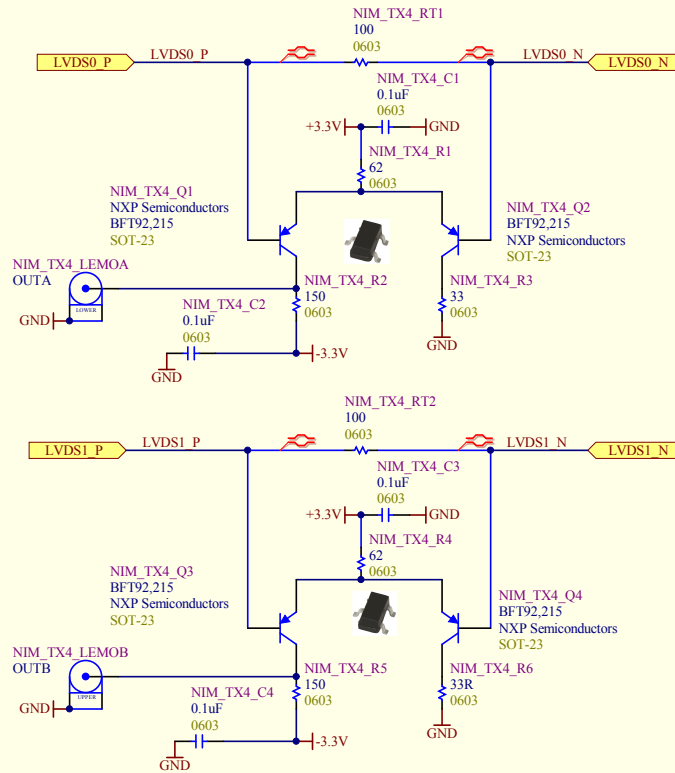 NIM_TX4_RT1
100
0603
LVDS0_P
LVDS0_P
LVDS0_N
LVDS0_N
NIM_TX4_C1
0.1uF
0603
+3.3V
GND
NIM_TX4_R1
62
0603
NIM_TX4_Q1
NXP Semiconductors
BFT92,215
SOT-23
NIM_TX4_Q2
BFT92,215
NXP Semiconductors
SOT-23
NIM_TX4_LEMOA
OUTA
LOWER
GND
NIM_TX4_R2
150
0603
NIM_TX4_R3
33
0603
NIM_TX4_C2
0.1uF
0603
GND
-3.3V
GND
NIM_TX4_RT2
100
0603
LVDS1_P
LVDS1_P
LVDS1_N
LVDS1_N
NIM_TX4_C3
0.1uF
0603
+3.3V
GND
NIM_TX4_R4
62
0603
NIM_TX4_Q3
BFT92,215
NXP Semiconductors
SOT-23
NIM_TX4_Q4
BFT92,215
NXP Semiconductors
SOT-23
NIM_TX4_LEMOB
OUTB
UPPER
GND
NIM_TX4_R5
150
0603
NIM_TX4_R6
33R
0603
NIM_TX4_C4
0.1uF
0603
GND
-3.3V
GND